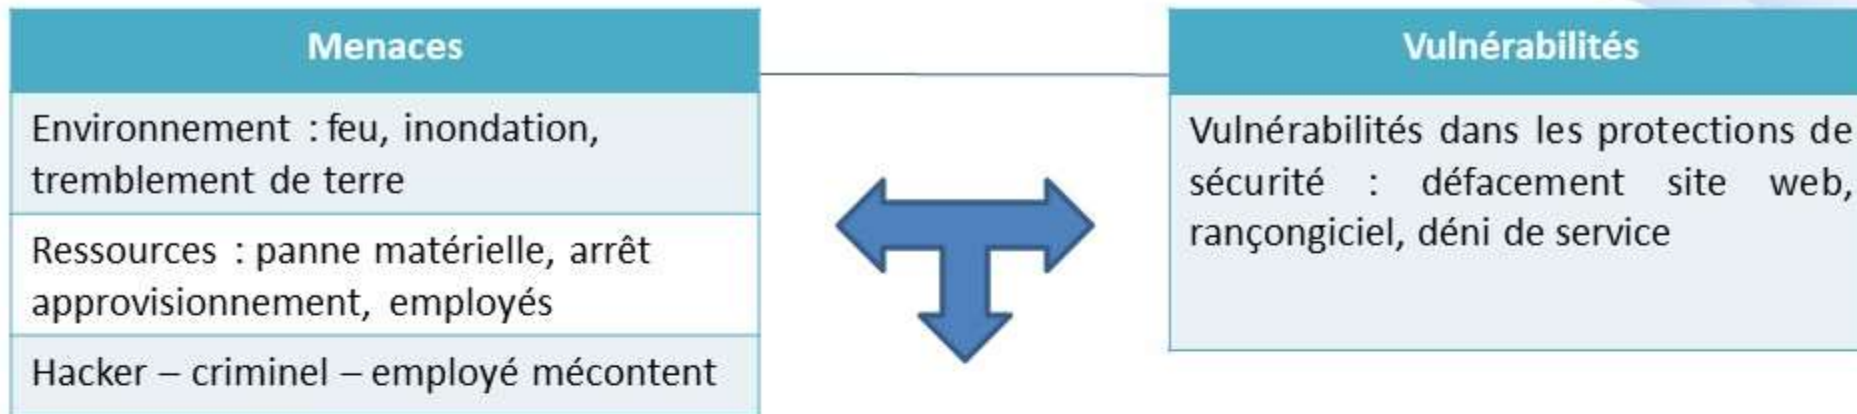 Menaces
Environnement : feu, inondation,
tremblement de terre
Ressources : panne matérielle, arrêt
approvisionnement, employés
Hacker – criminel – employé mécontent
Vulnérabilités
Vulnérabilités dans les protections de
sécurité : défacement site web,
rançongiciel, déni de service